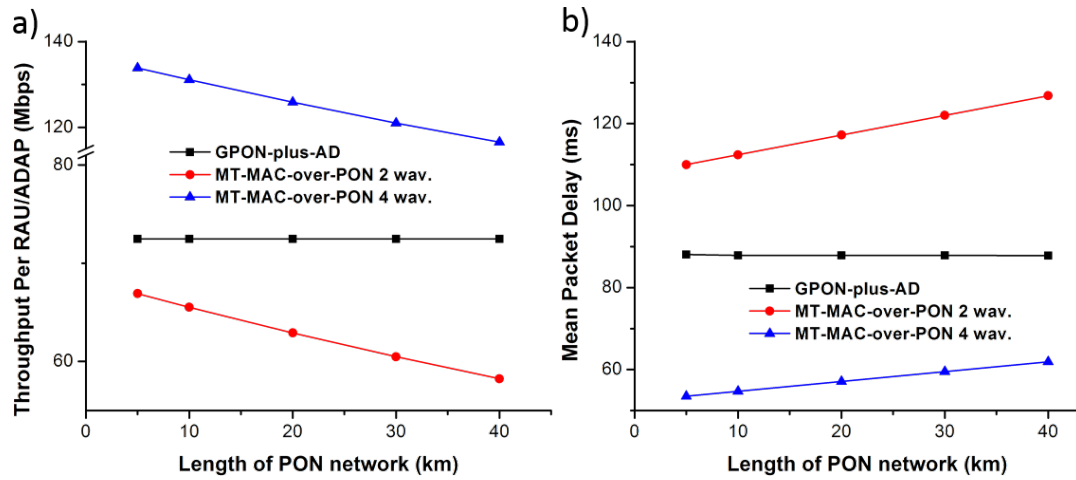 a)
Throughput Per RAU/ADAP (Mbps)
140
120
80
60
GPON-plus-AD
MT-MAC-over-PON 2 wav.
MT-MAC-over-PON 4 wav.
0 10 20 30 40
Length of PON network (km)
b)
Mean Packet Delay (ms)
140
120
100
80
60
GPON-plus-AD
MT-MAC-over-PON 2 wav.
MT-MAC-over-PON 4 wav.
0 10 20 30 40
Length of PON network (km)